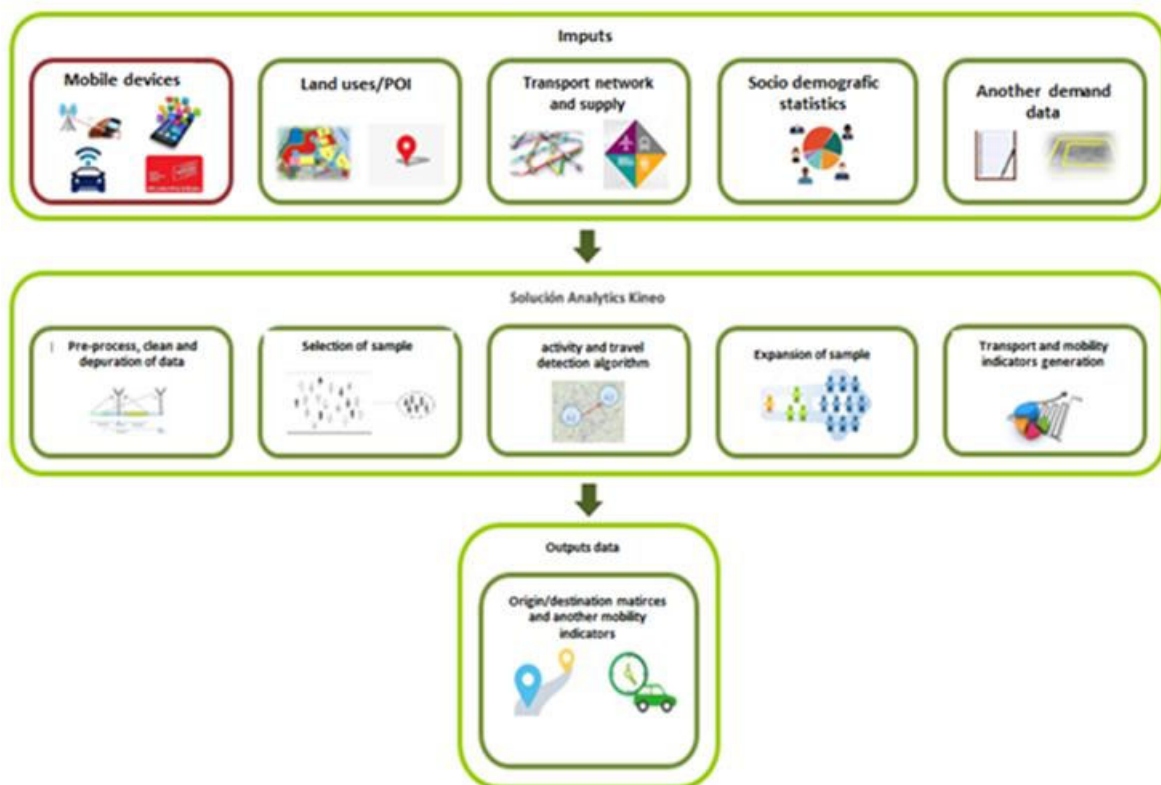 Imputs
Mobile devices
Land uses/POI
Transport network
and supply
Socio demografic
statistics
Another demand
data
Solución Analytics Kineo
Pre-process, clean and
depuration of data
Selection of sample
activity and travel
detection algorithm
Expansion of sample
Transport and mobility
indicators generation
Outputs data
Origin/destination matirces
and another mobility
indicators